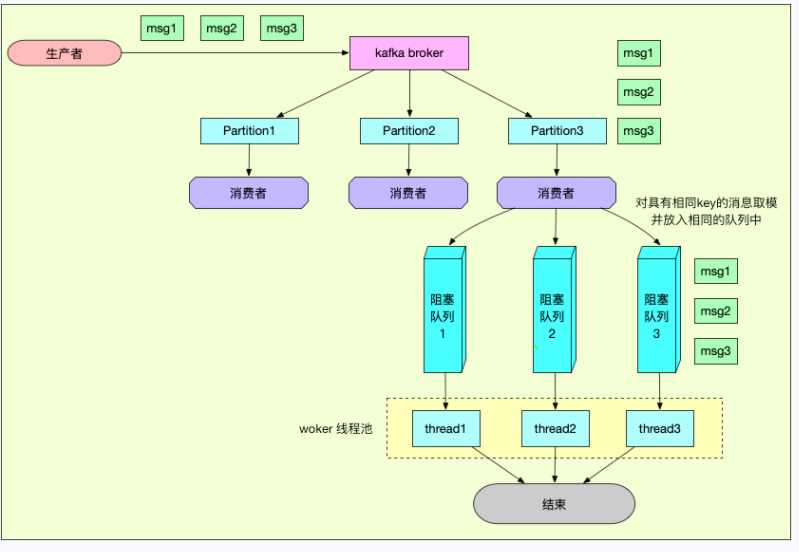 msg1
msg2
msg3
生产者
kafka broker
msg1
msg2
msg3
Partition1
Partition2
Partition3
消费者
消费者
消费者
对具有相同key的消息取模
并放入相同的队列中
阻塞
队列
1
阻塞
队列
2
阻塞
队列
3
msg1
msg2
msg3
woker 线程池
thread1
thread2
thread3
结束